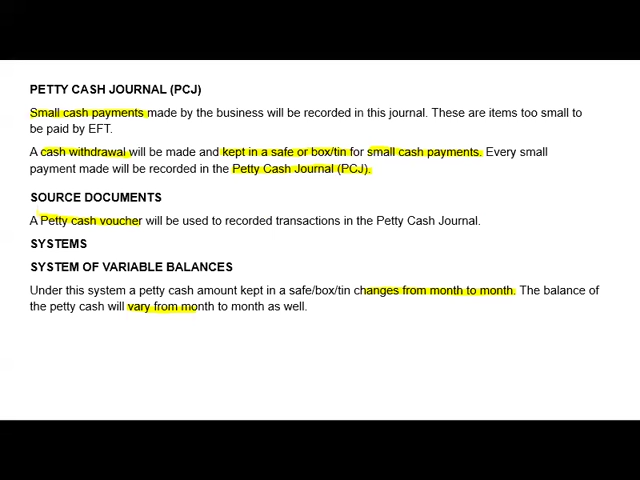 PETTY CASH JOURNAL (PCJ)
Small cash payments made by the business will be recorded in this journal. These are items too small to
be paid by EFT.
A cash withdrawal will be made and kept in a safe or box/tin for small cash payments. Every small
payment made will be recorded in the Petty Cash Journal (PCJ).
SOURCE DOCUMENTS
A Petty cash voucher will be used to recorded transactions in the Petty Cash Journal.
SYSTEMS
SYSTEM OF VARIABLE BALANCES
Under this system a petty cash amount kept in a safe/box/tin changes from month to month. The balance of
the petty cash will vary from month to month as well.